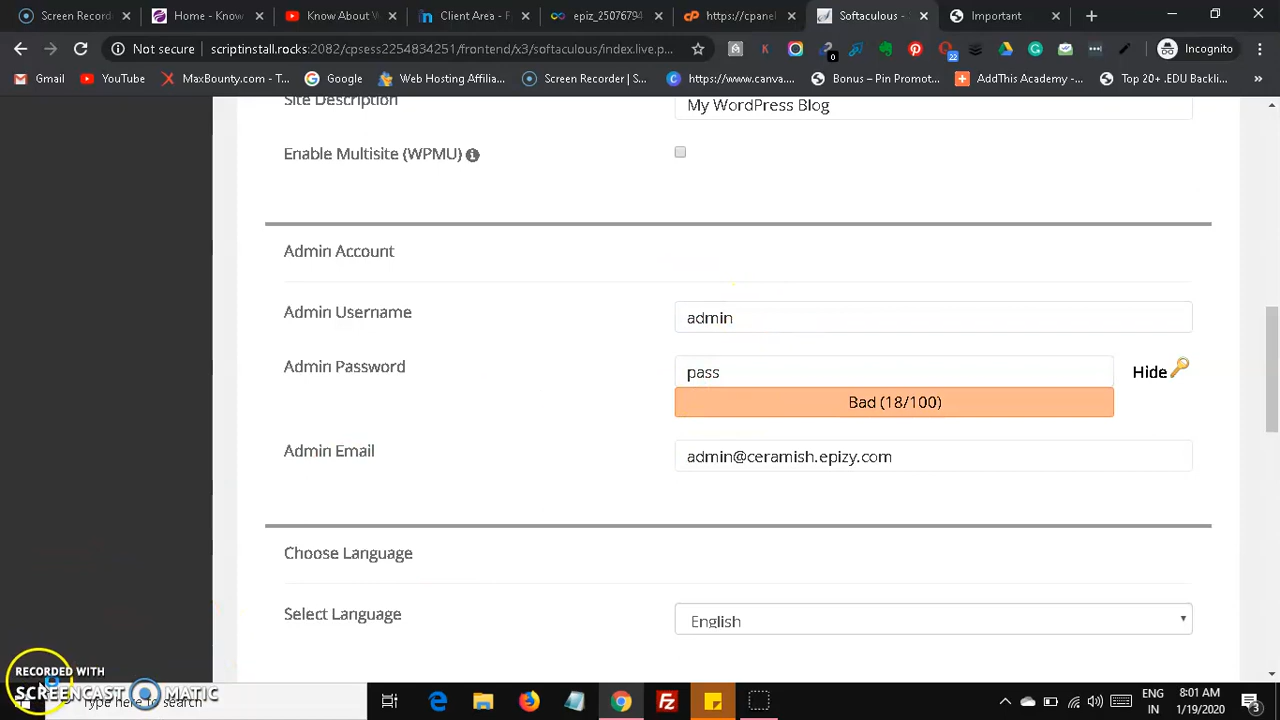 Screen Record
Home - Know
Know About \
Client Area - F
epiz_25076794
https://cpanel
Softaculous -
Important
Not secure
scriptinstall.rocks:2082/cpsess2254834251/frontend/x3/softaculous/index.live.p...
0
22
Incognito
Gmail
YouTube
MaxBounty.com - T...
Google
Web Hosting Affilia...
Screen Recorder | S...
https://www.canva....
Bonus – Pin Promot...
AddThis Academy -...
Top 20+ .EDU Backli...
»
Site Description
My WordPress Blog
Enable Multisite (WPMU)
Admin Account
Admin Username
admin
Admin Password
pass
Hide
Bad (18/100)
Admin Email
admin@ceramish.epizy.com
Choose Language
Select Language
English
RECORDED WITH
SCREENCAST MATIC
Type here to search
ENG
IN
8:01 AM
1/19/2020
3